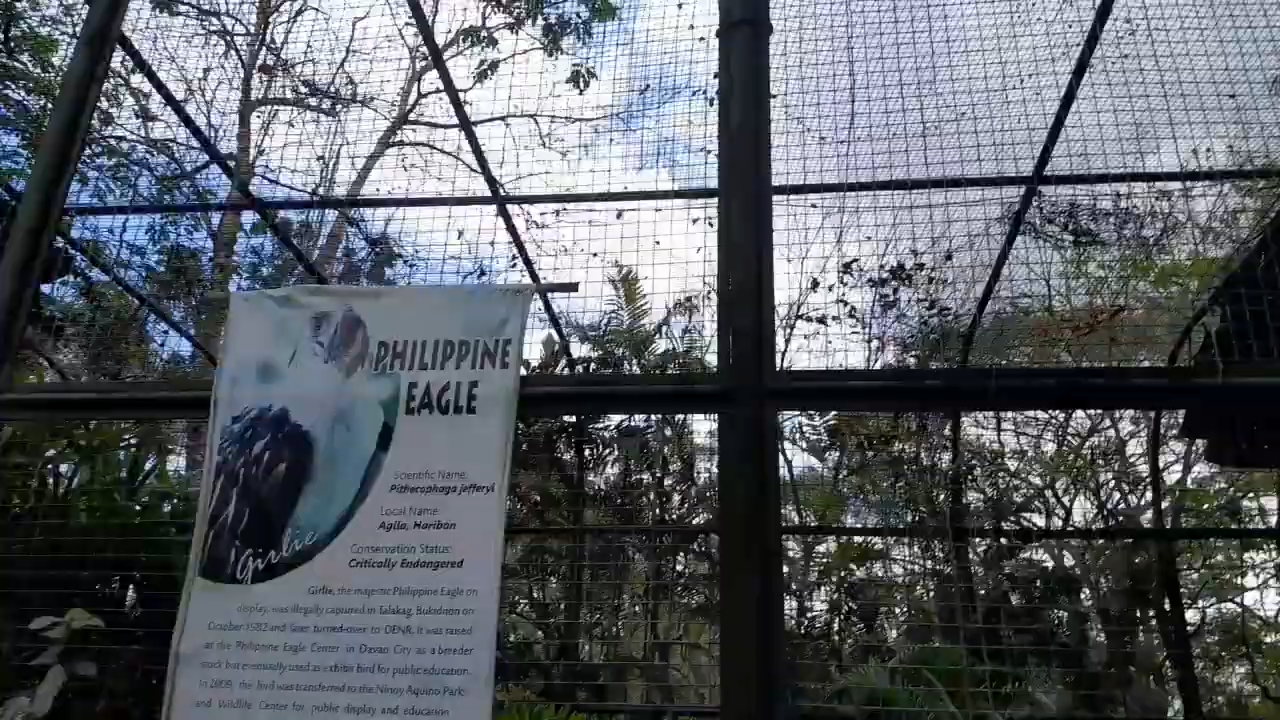 PHILIPPINE
EAGLE
Scientific Name:
Pithecophaga jefferyi
Local Name:
Agila, Haribon
Conservation Status:
Critically Endangered
Girlie
Girlie, the majestic Philippine Eagle on
display, was illegally captured in Talakag, Bukidnon on
October 1982 and later turned-over to DENR. It was raised
at the Philippine Eagle Center in Davao City as a breeder
stock but eventually used as exhibit bird for public education.
In 2009, the bird was transferred to the Ninoy Aquino Park
and Wildlife Center for public display and education